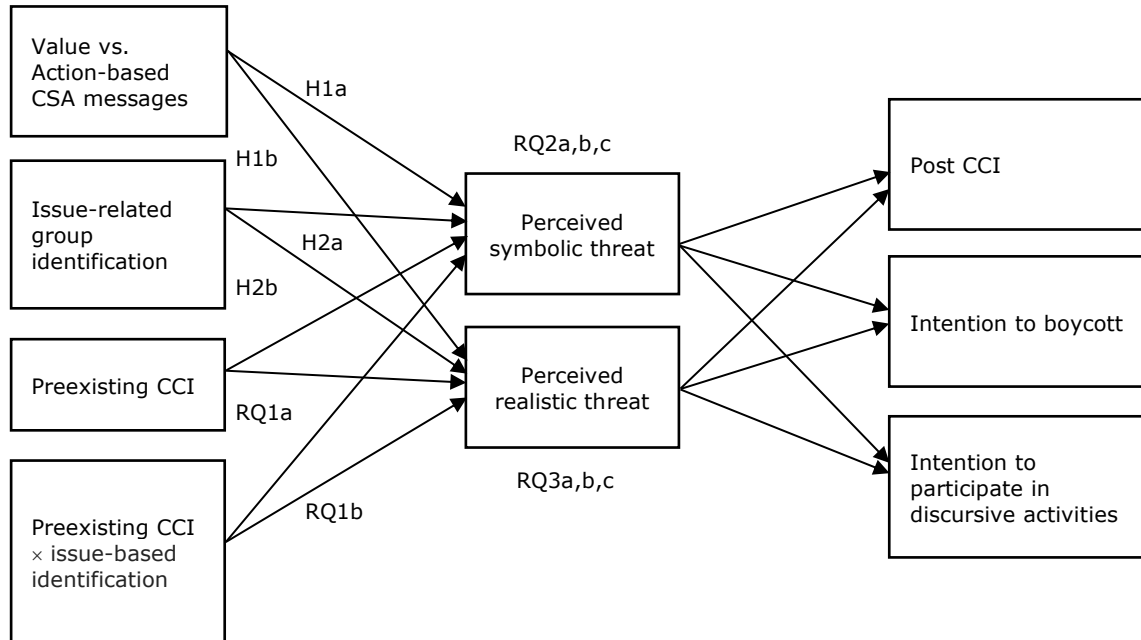 Value vs.
Action-based
CSA messages
Issue-related
group
identification
Preexisting CCI
Preexisting CCI
× issue-based
identification
H1a
H1b
H2a
H2b
RQ1a
RQ1b
RQ2a,b,c
Perceived
symbolic threat
Perceived
realistic threat
RQ3a,b,c
Post CCI
Intention to boycott
Intention to
participate in
discursive activities